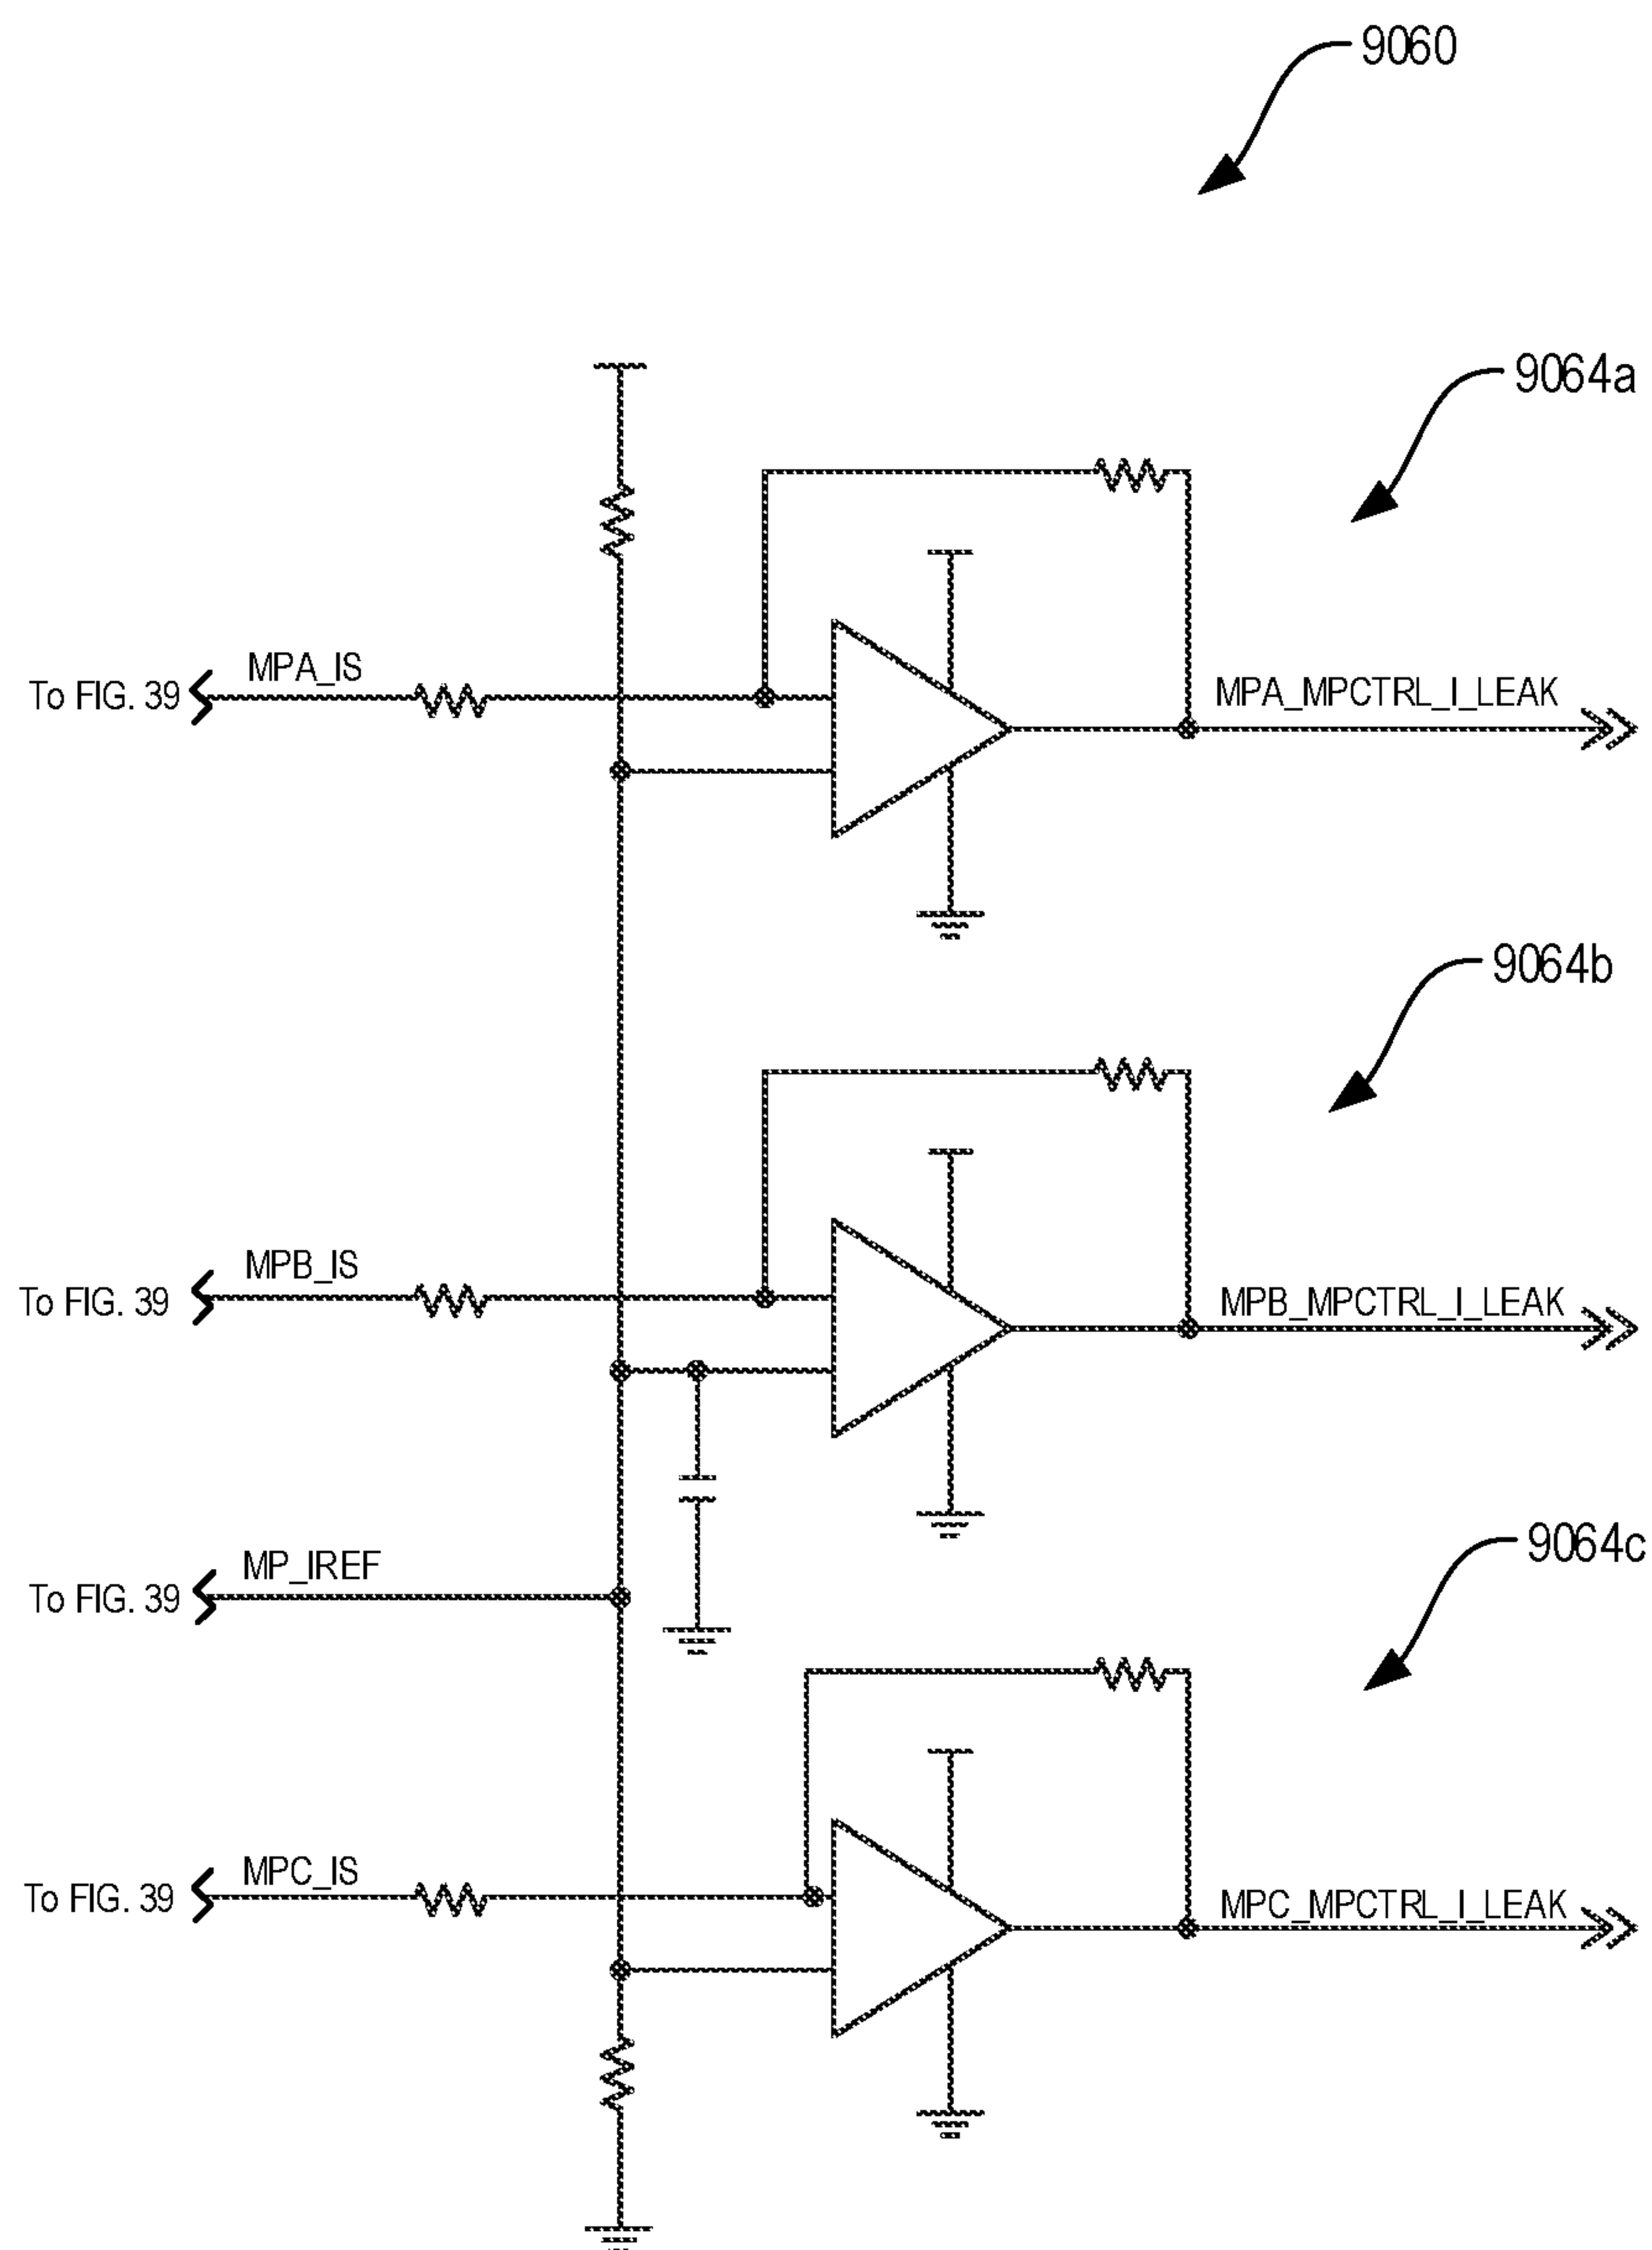 9060
9064a
To FIG. 39
MPA_IS
MPA_MPCTRL_I_LEAK
9064b
To FIG. 39
MPB_IS
MPB_MPCTRL_I_LEAK
To FIG. 39
MP_IREF
9064c
To FIG. 39
MPC_IS
MPC_MPCTRL_I_LEAK